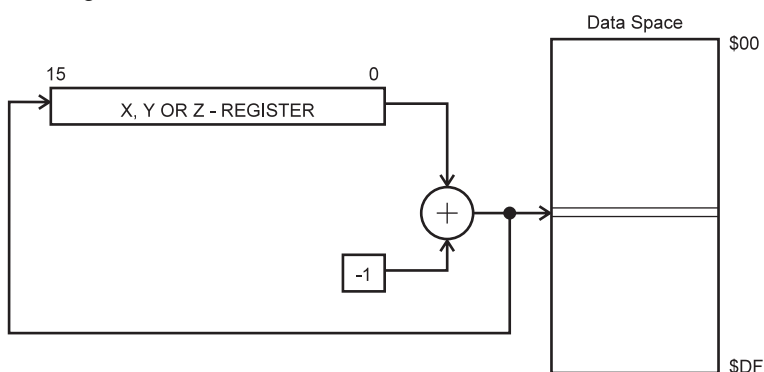 Data Space
$00
15 0
X, Y OR Z - REGISTER
+
-1
$DF